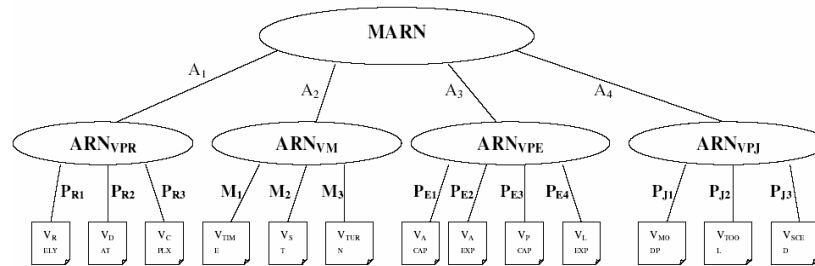 MARN
A1 A2 A3 A4
ARNVPR ARNVM ARNVPE ARNVPJ
PR1 PR2 PR3 M1 M2 M3 PE1 PE2 PE3 PE4 PJ1 PJ2 PJ3
VR VD VC VTIM VS VTUR VA VA VP VL VMO VTOO VSCE
ELY AT PLX E T N CAP EXP CAP EXP DP L D